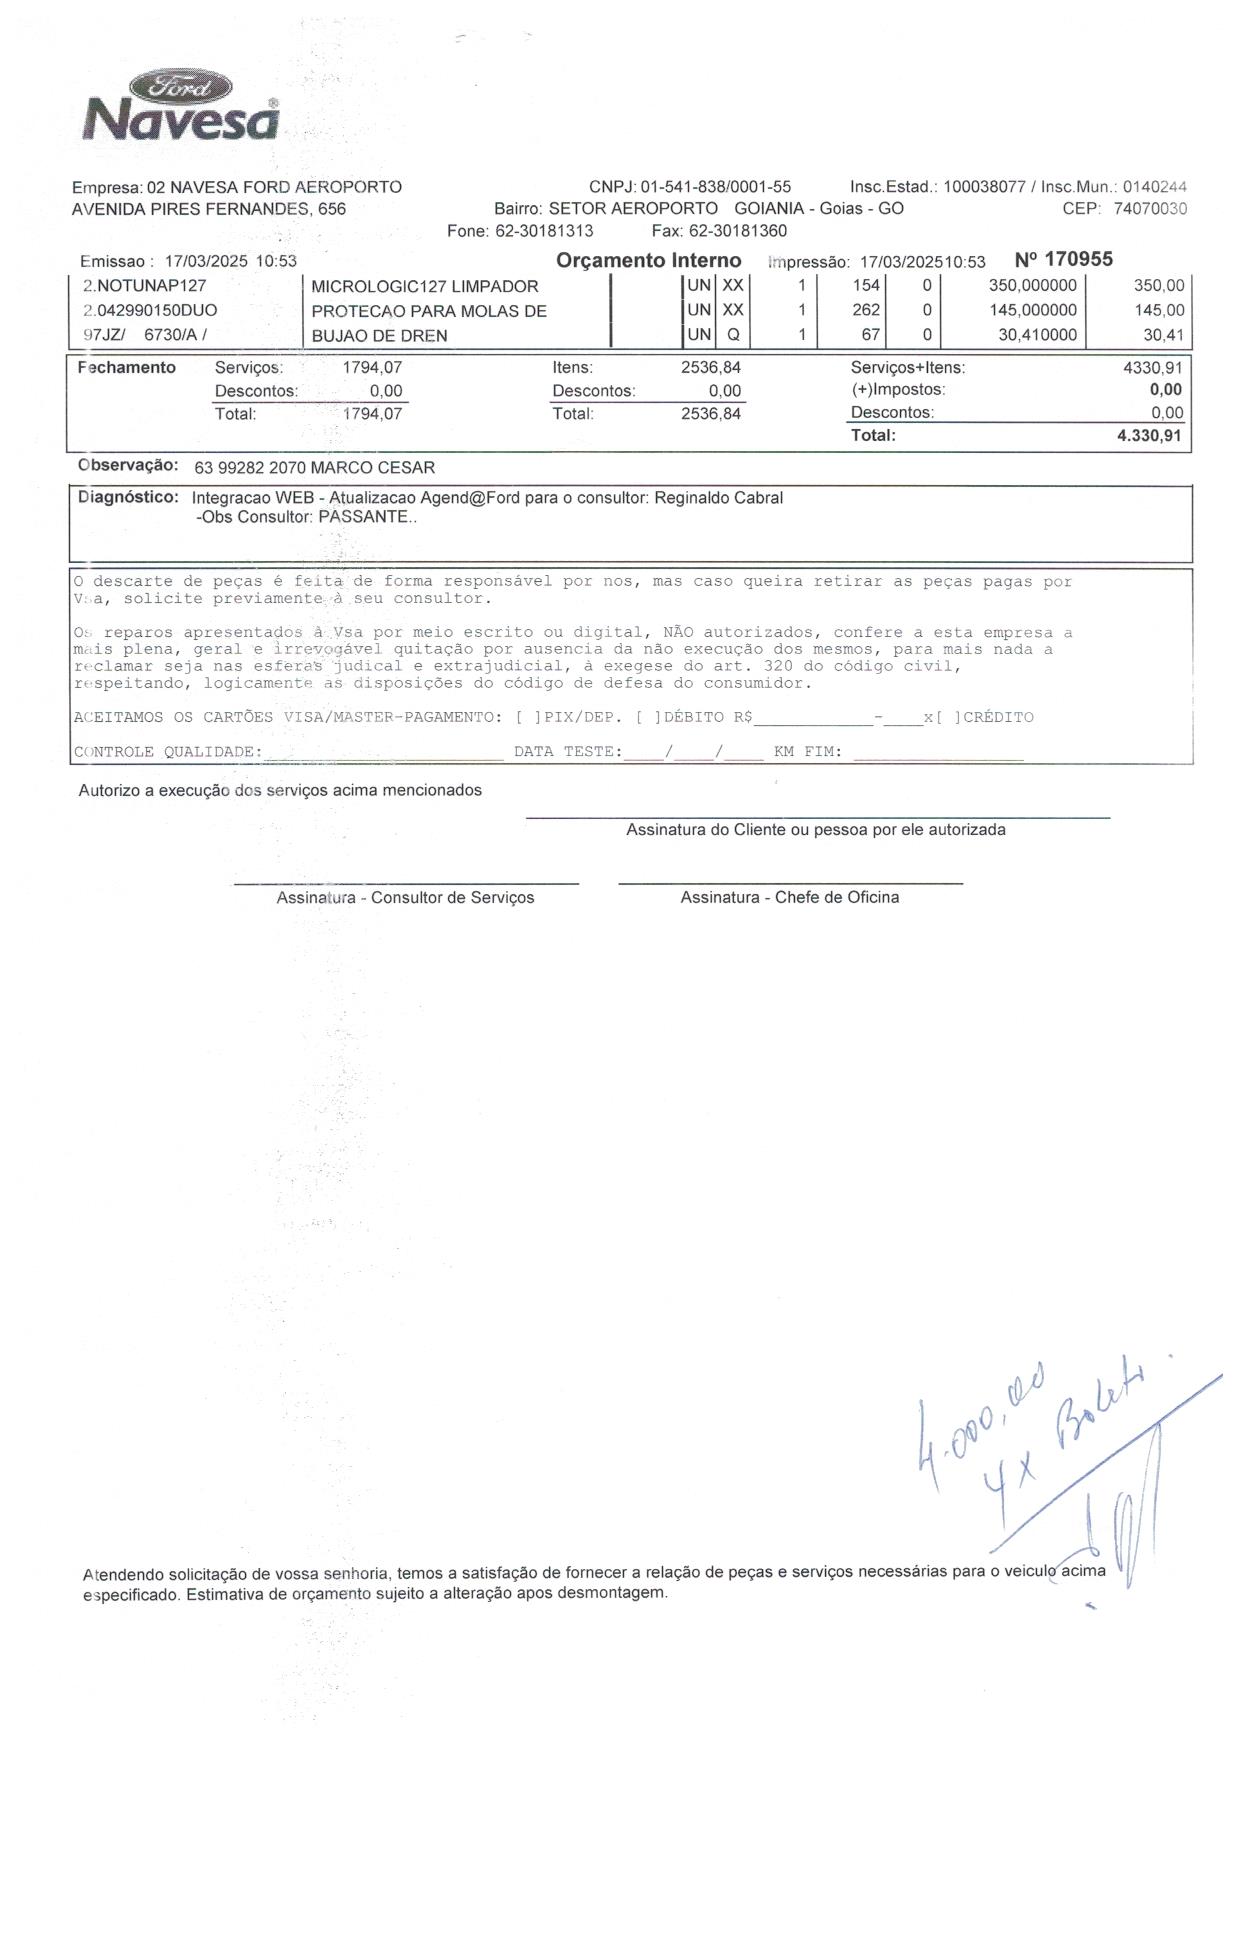 Ford
Navesa®
Empresa: 02 NAVESA FORD AEROPORTO CNPJ: 01-541-838/0001-55 Insc.Estad.: 100038077 / Insc.Mun.: 0140244
AVENIDA PIRES FERNANDES, 656 Bairro: SETOR AEROPORTO GOIANIA - Goias - GO CEP: 74070030
Fone: 62-30181313 Fax: 62-30181360
Emissao : 17/03/2025 10:53 Orçamento Interno Impressão: 17/03/202510:53 Nº 170955
2.NOTUNAP127 MICROLOGIC127 LIMPADOR UN XX 1 154 0 350,000000 350,00
2.042990150DUO PROTECAO PARA MOLAS DE UN XX 1 262 0 145,000000 145,00
97JZ/ 6730/A / BUJAO DE DREN UN Q 1 67 0 30,410000 30,41
Fechamento Serviços: 1794,07 Itens: 2536,84 Serviços+Itens: 4330,91
Descontos: 0,00 Descontos: 0,00 (+)Impostos: 0,00
Total: 1794,07 Total: 2536,84 Descontos: 0,00
Total: 4.330,91
Observação: 63 99282 2070 MARCO CESAR
Diagnóstico: Integracao WEB - Atualizacao Agend@Ford para o consultor: Reginaldo Cabral
-Obs Consultor: PASSANTE..
O descarte de peças é feita de forma responsável por nos, mas caso queira retirar as peças pagas por
Vsa, solicite previamente à seu consultor.
Os reparos apresentados à Vsa por meio escrito ou digital, NÃO autorizados, confere a esta empresa a
mais plena, geral e irrevogável quitação por ausencia da não execução dos mesmos, para mais nada a
reclamar seja nas esferas judical e extrajudicial, à exegese do art. 320 do código civil,
respeitando, logicamente as disposições do código de defesa do consumidor.
ACEITAMOS OS CARTÕES VISA/MASTER-PAGAMENTO: [ ]PIX/DEP. [ ]DÉBITO R$____________-____x[ ]CRÉDITO
CONTROLE QUALIDADE:________________________ DATA TESTE:____/____/____ KM FIM: _________________
Autorizo a execução dos serviços acima mencionados
Assinatura do Cliente ou pessoa por ele autorizada
Assinatura - Consultor de Serviços Assinatura - Chefe de Oficina
4.000,00
4x Boleto
Atendendo solicitação de vossa senhoria, temos a satisfação de fornecer a relação de peças e serviços necessárias para o veiculo acima
especificado. Estimativa de orçamento sujeito a alteração apos desmontagem.